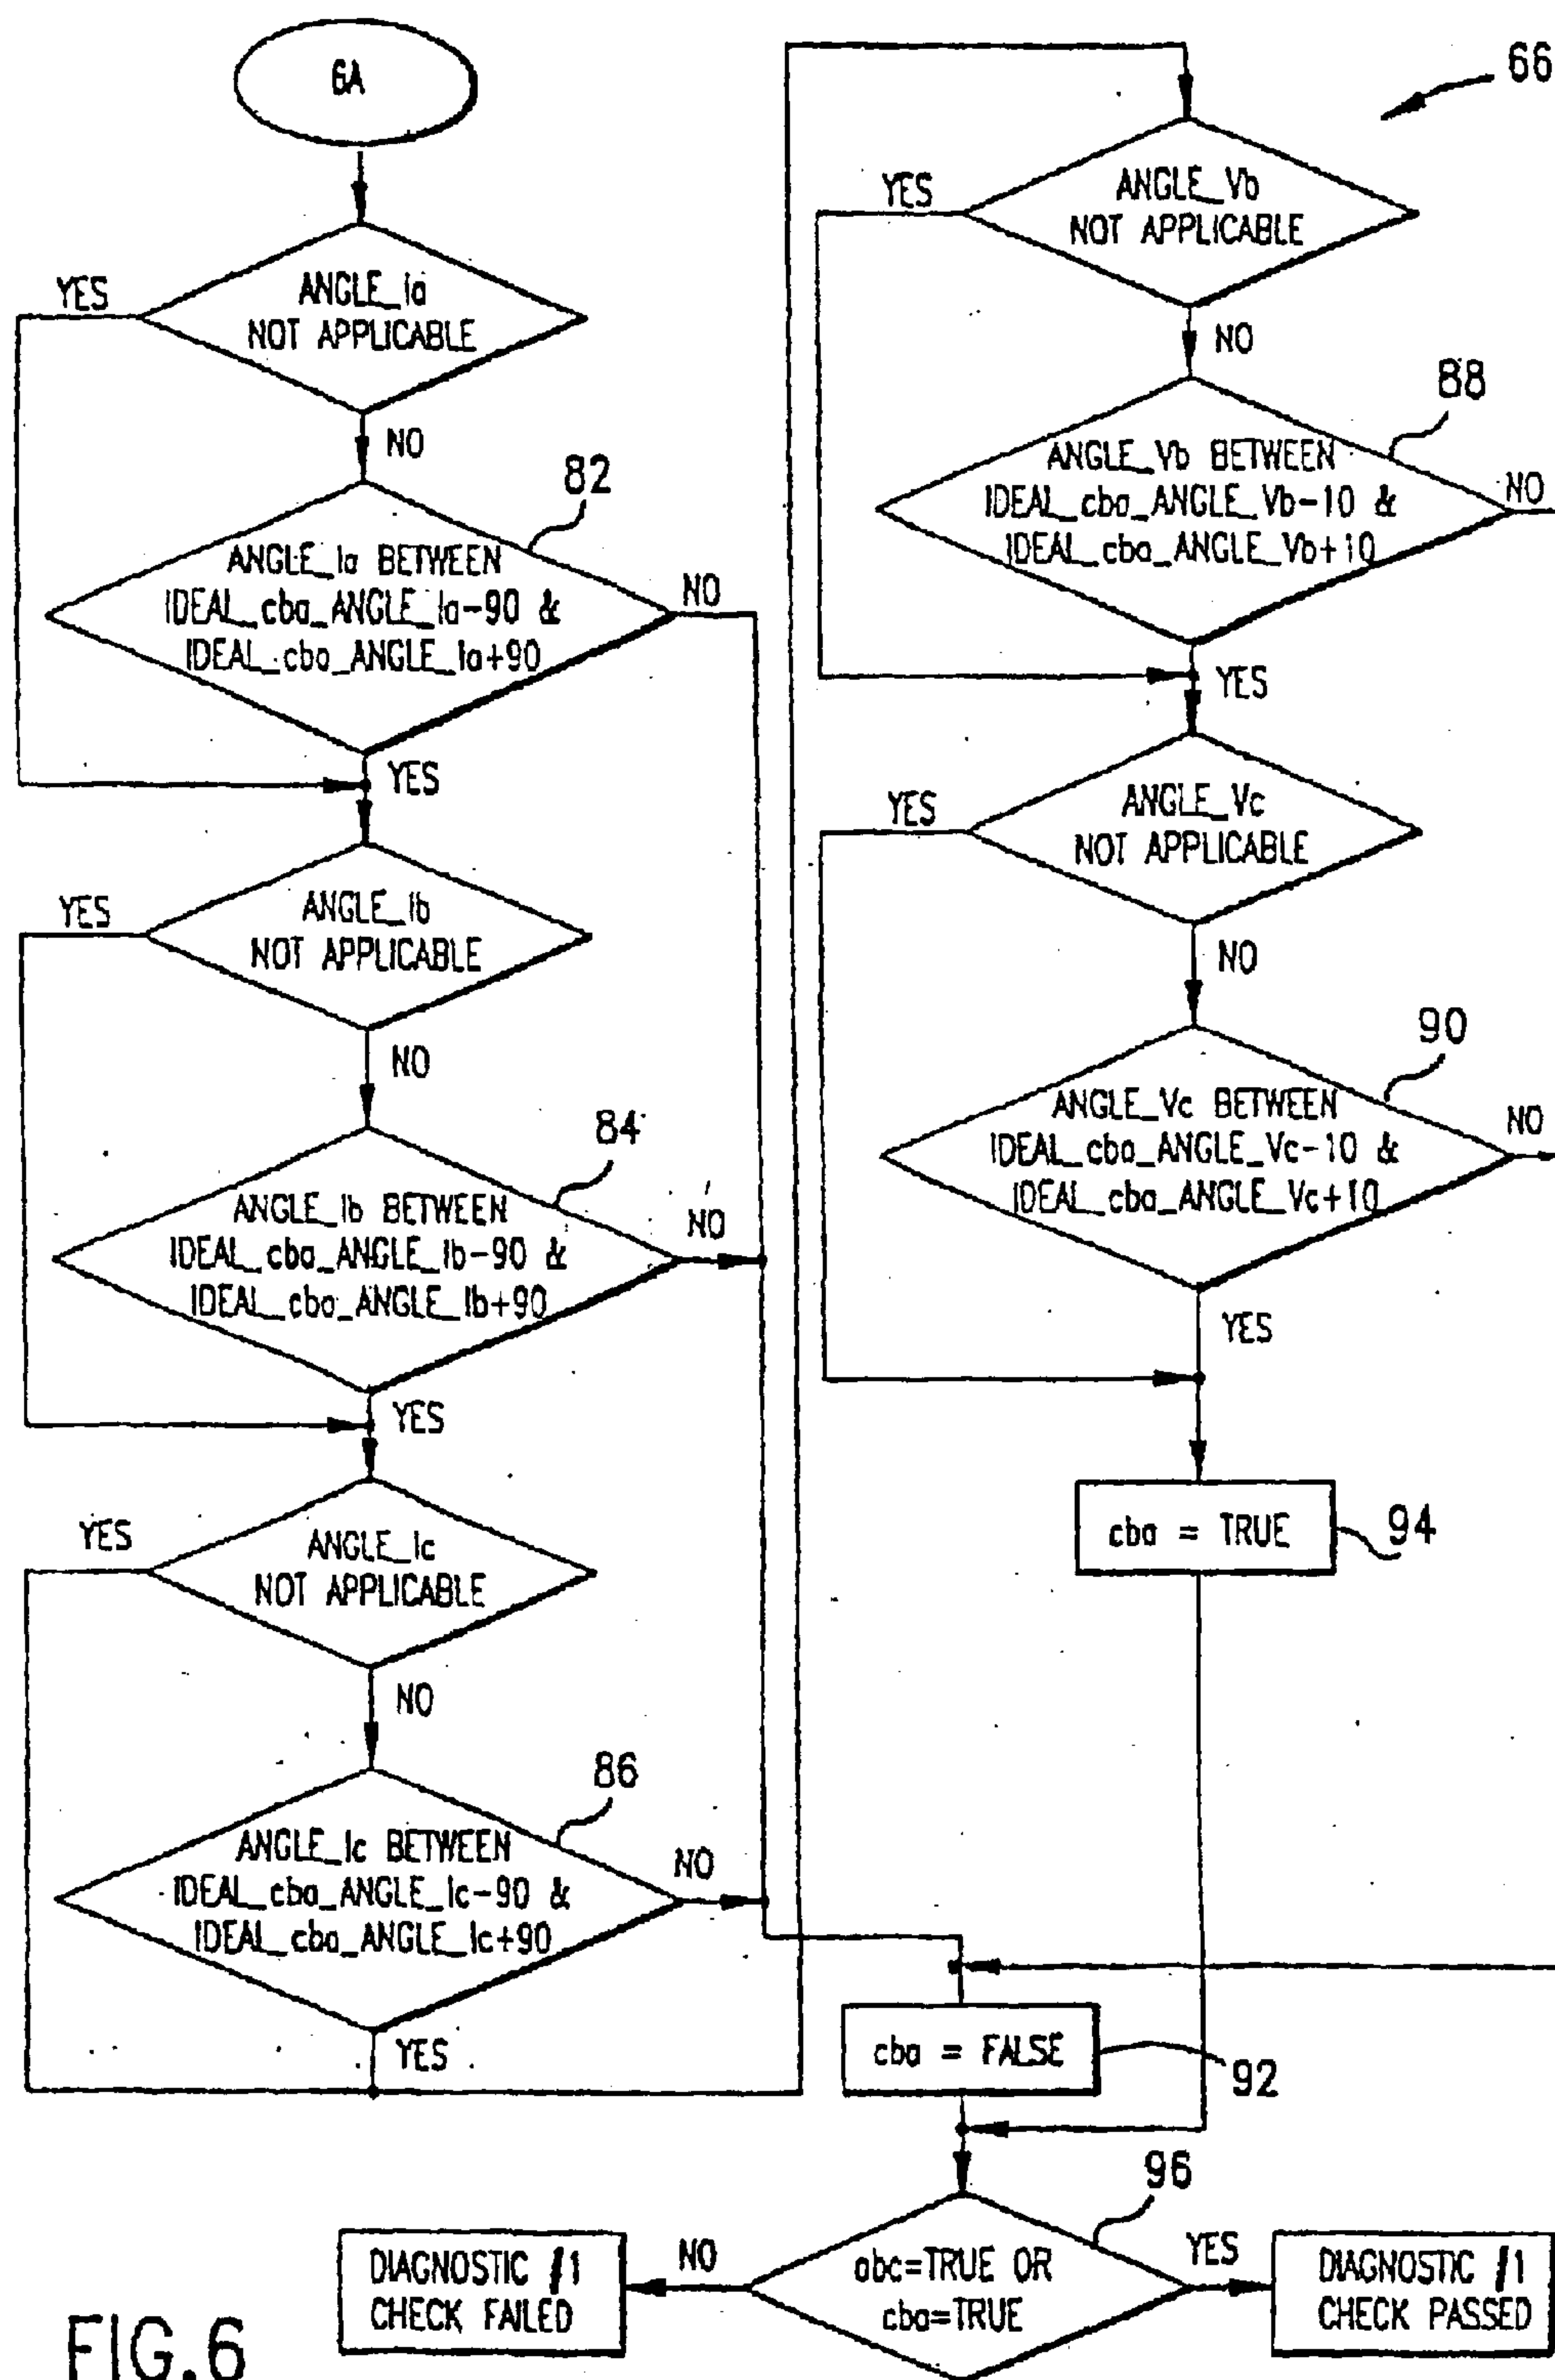 6A
ANGLE_Ia
NOT APPLICABLE
YES
NO
82
ANGLE_Ia BETWEEN
IDEAL_cba_ANGLE_Ia-90 &
IDEAL_cba_ANGLE_Ia+90
NO
YES
ANGLE_Ib
NOT APPLICABLE
YES
NO
84
ANGLE_Ib BETWEEN
IDEAL_cba_ANGLE_Ib-90 &
IDEAL_cba_ANGLE_Ib+90
NO
YES
ANGLE_Ic
NOT APPLICABLE
YES
NO
86
ANGLE_Ic BETWEEN
IDEAL_cba_ANGLE_Ic-90 &
IDEAL_cba_ANGLE_Ic+90
NO
YES
66
ANGLE_Vb
NOT APPLICABLE
YES
NO
88
ANGLE_Vb BETWEEN
IDEAL_cba_ANGLE_Vb-10 &
IDEAL_cba_ANGLE_Vb+10
NO
YES
ANGLE_Vc
NOT APPLICABLE
YES
NO
90
ANGLE_Vc BETWEEN
IDEAL_cba_ANGLE_Vc-10 &
IDEAL_cba_ANGLE_Vc+10
NO
YES
cba = TRUE
94
cba = FALSE
92
96
abc=TRUE OR
cba=TRUE
NO
YES
DIAGNOSTIC #1
CHECK FAILED
DIAGNOSTIC #1
CHECK PASSED
FIG.6